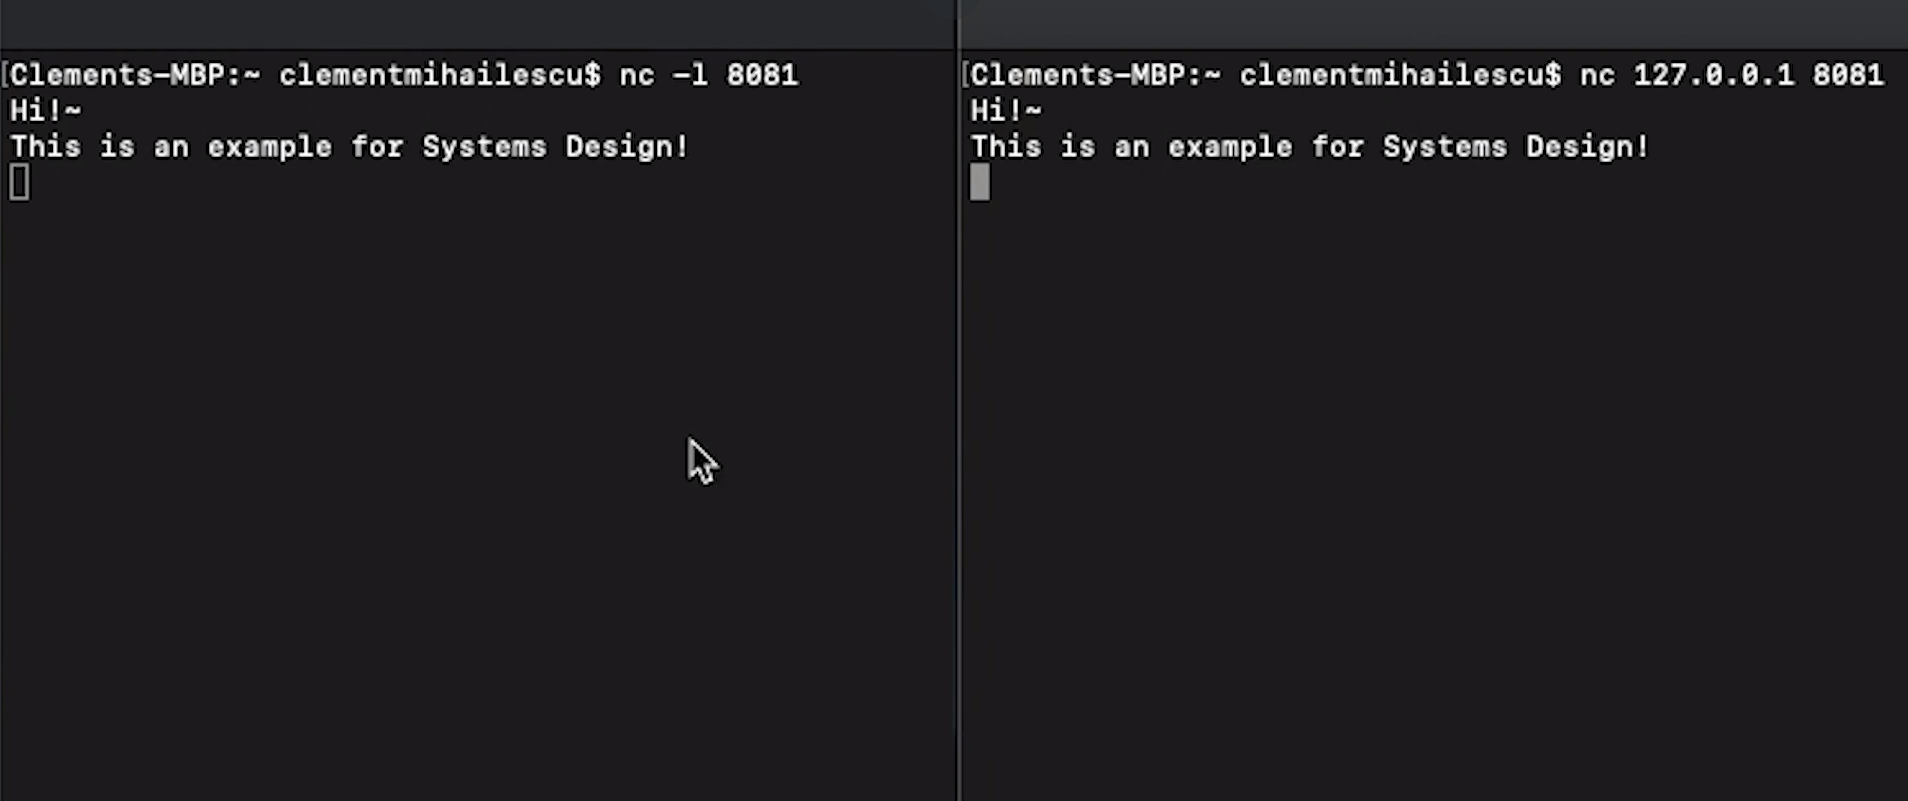 [Clements-MBP:~ clementmihailescu$ nc -l 8081
Hi!~
This is an example for Systems Design!
[Clements-MBP:~ clementmihailescu$ nc 127.0.0.1 8081
Hi!~
This is an example for Systems Design!